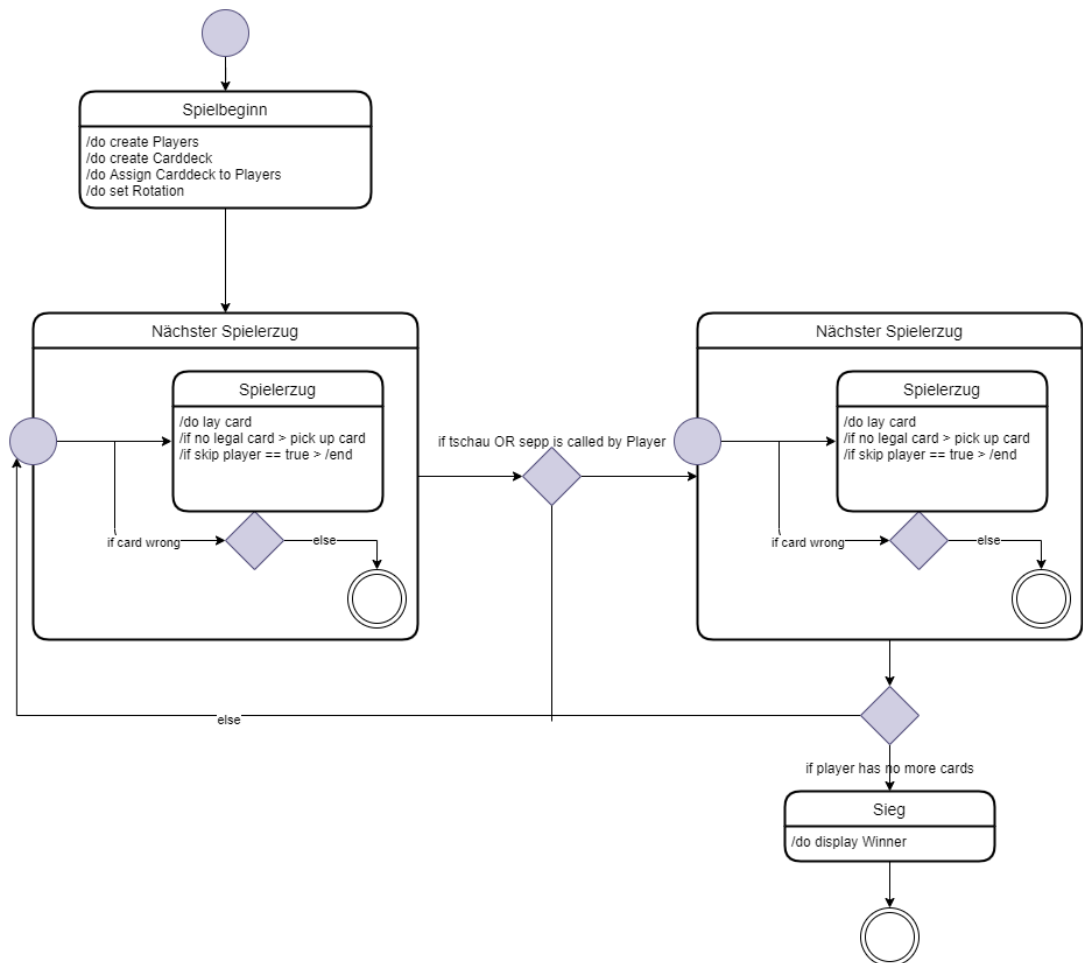 Spielbeginn
/do create Players
/do create Carddeck
/do Assign Carddeck to Players
/do set Rotation
Nächster Spielerzug
Spielerzug
/do lay card
/if no legal card > pick up card
/if skip player == true > /end
if card wrong
else
if tschau OR sepp is called by Player
Nächster Spielerzug
Spielerzug
/do lay card
/if no legal card > pick up card
/if skip player == true > /end
if card wrong
else
else
if player has no more cards
Sieg
/do display Winner